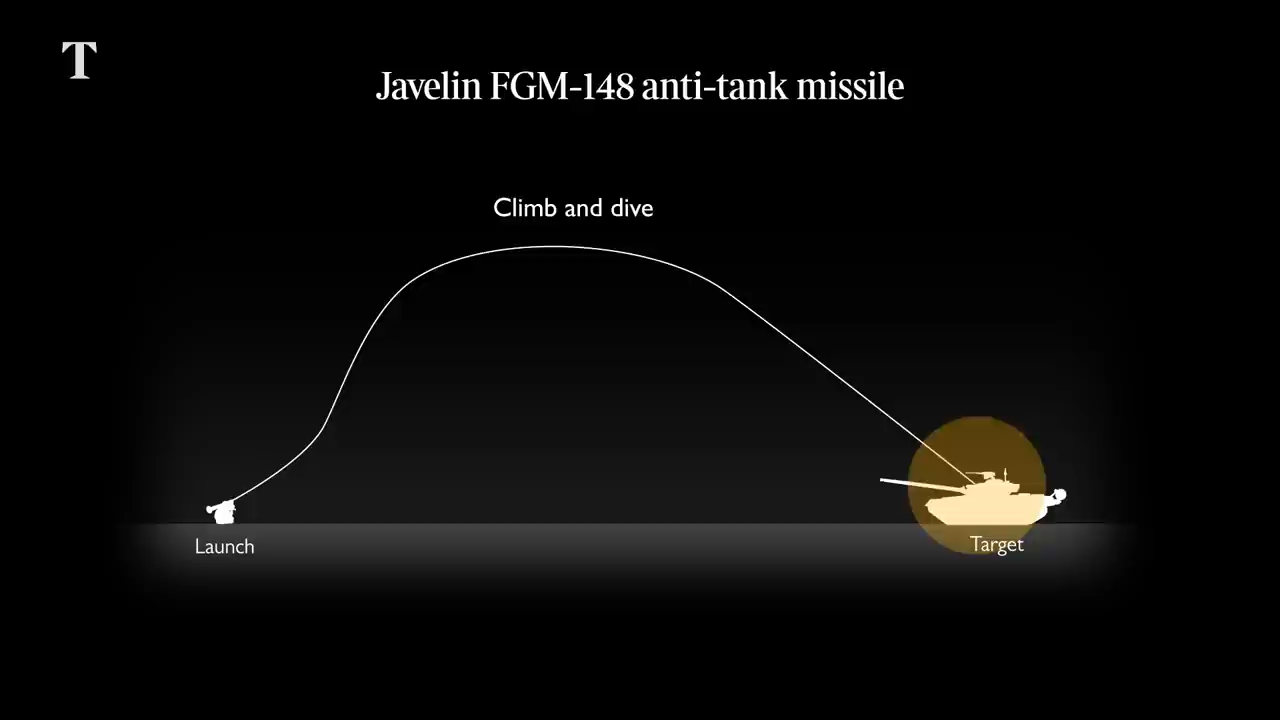 T
Javelin FGM-148 anti-tank missile
Climb and dive
Launch
Target